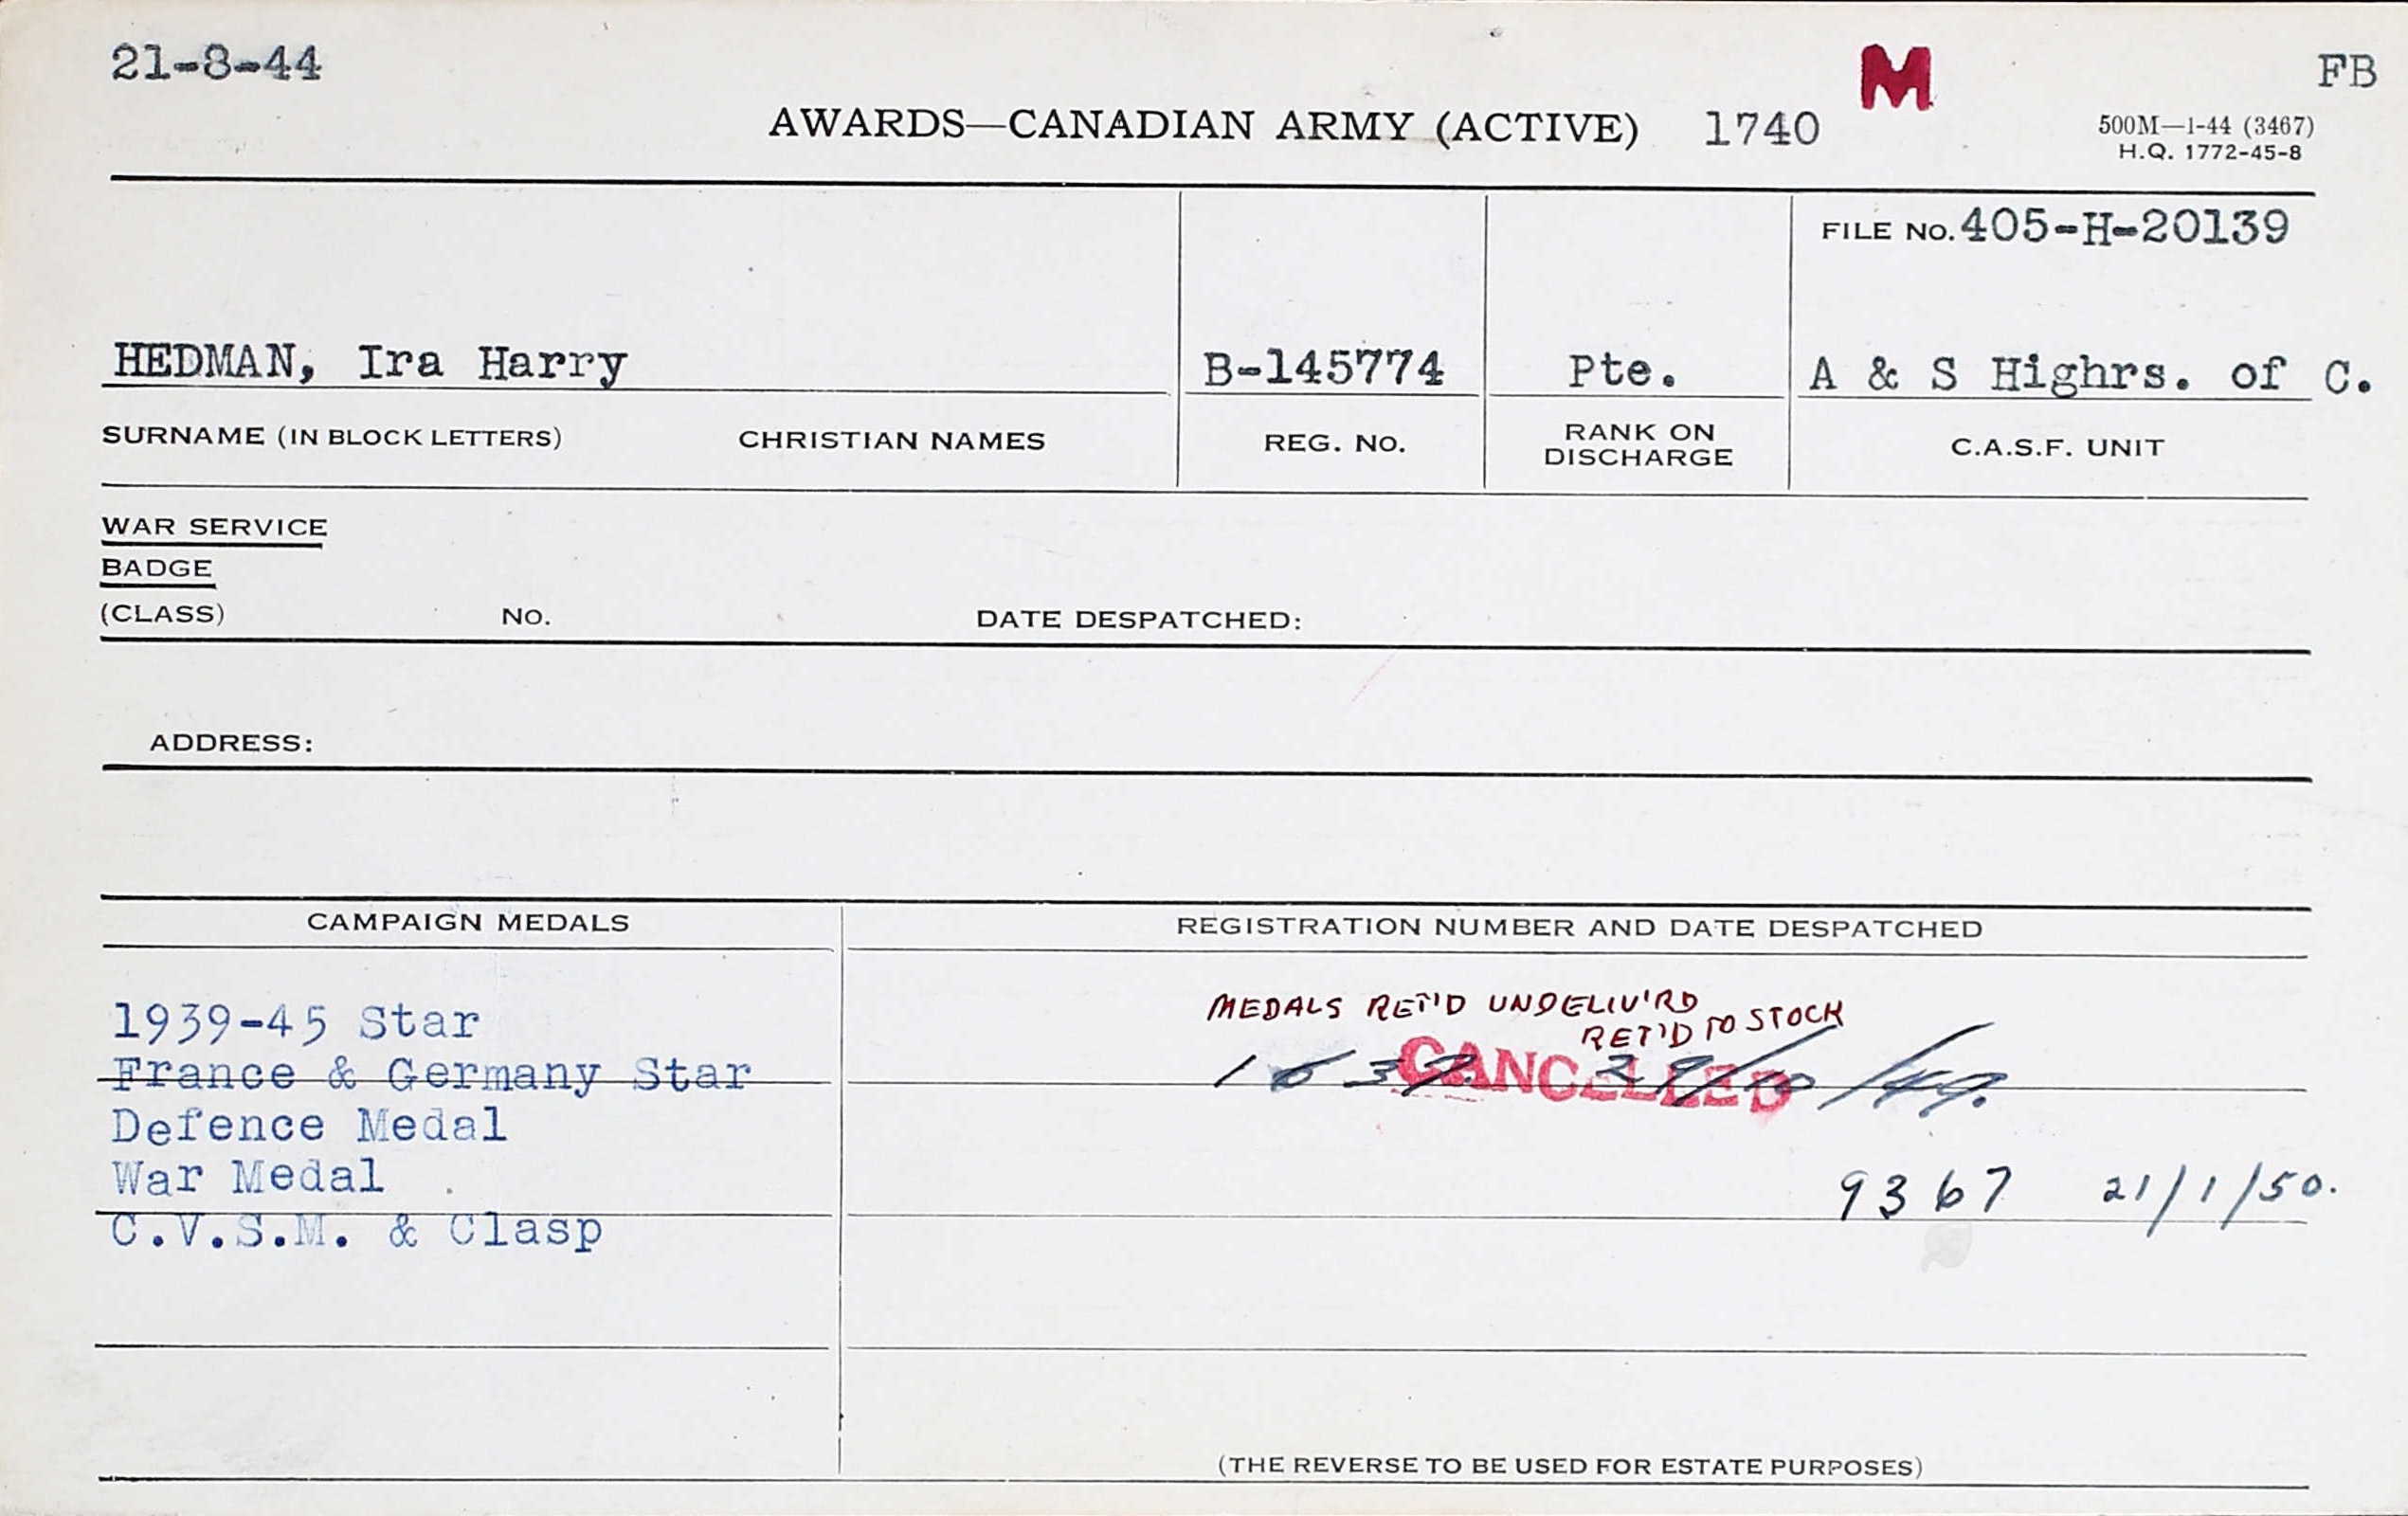 21-8-44
M
FB
AWARDS—CANADIAN ARMY (ACTIVE) 1740
500M—1-44 (3467)
H.Q. 1772-45-8
FILE NO. 405-H-20139
HEDMAN, Ira Harry B-145774 Pte. A & S Highrs. of C.
SURNAME (IN BLOCK LETTERS) CHRISTIAN NAMES REG. NO. RANK ON DISCHARGE C.A.S.F. UNIT
WAR SERVICE
BADGE
(CLASS) NO. DATE DESPATCHED:
ADDRESS:
CAMPAIGN MEDALS REGISTRATION NUMBER AND DATE DESPATCHED
MEDALS RET'D UNDELIV'RD
RET'D TO STOCK
1939-45 Star
CANCELLED
France & Germany Star
Defence Medal
War Medal 9367 21/1/50.
C.V.S.M. & Clasp
(THE REVERSE TO BE USED FOR ESTATE PURPOSES)